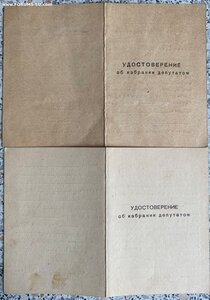 УДОСТОВЕРЕНИЕ
об избрании депутатом
УДОСТОВЕРЕНИЕ
об избрании депутатом